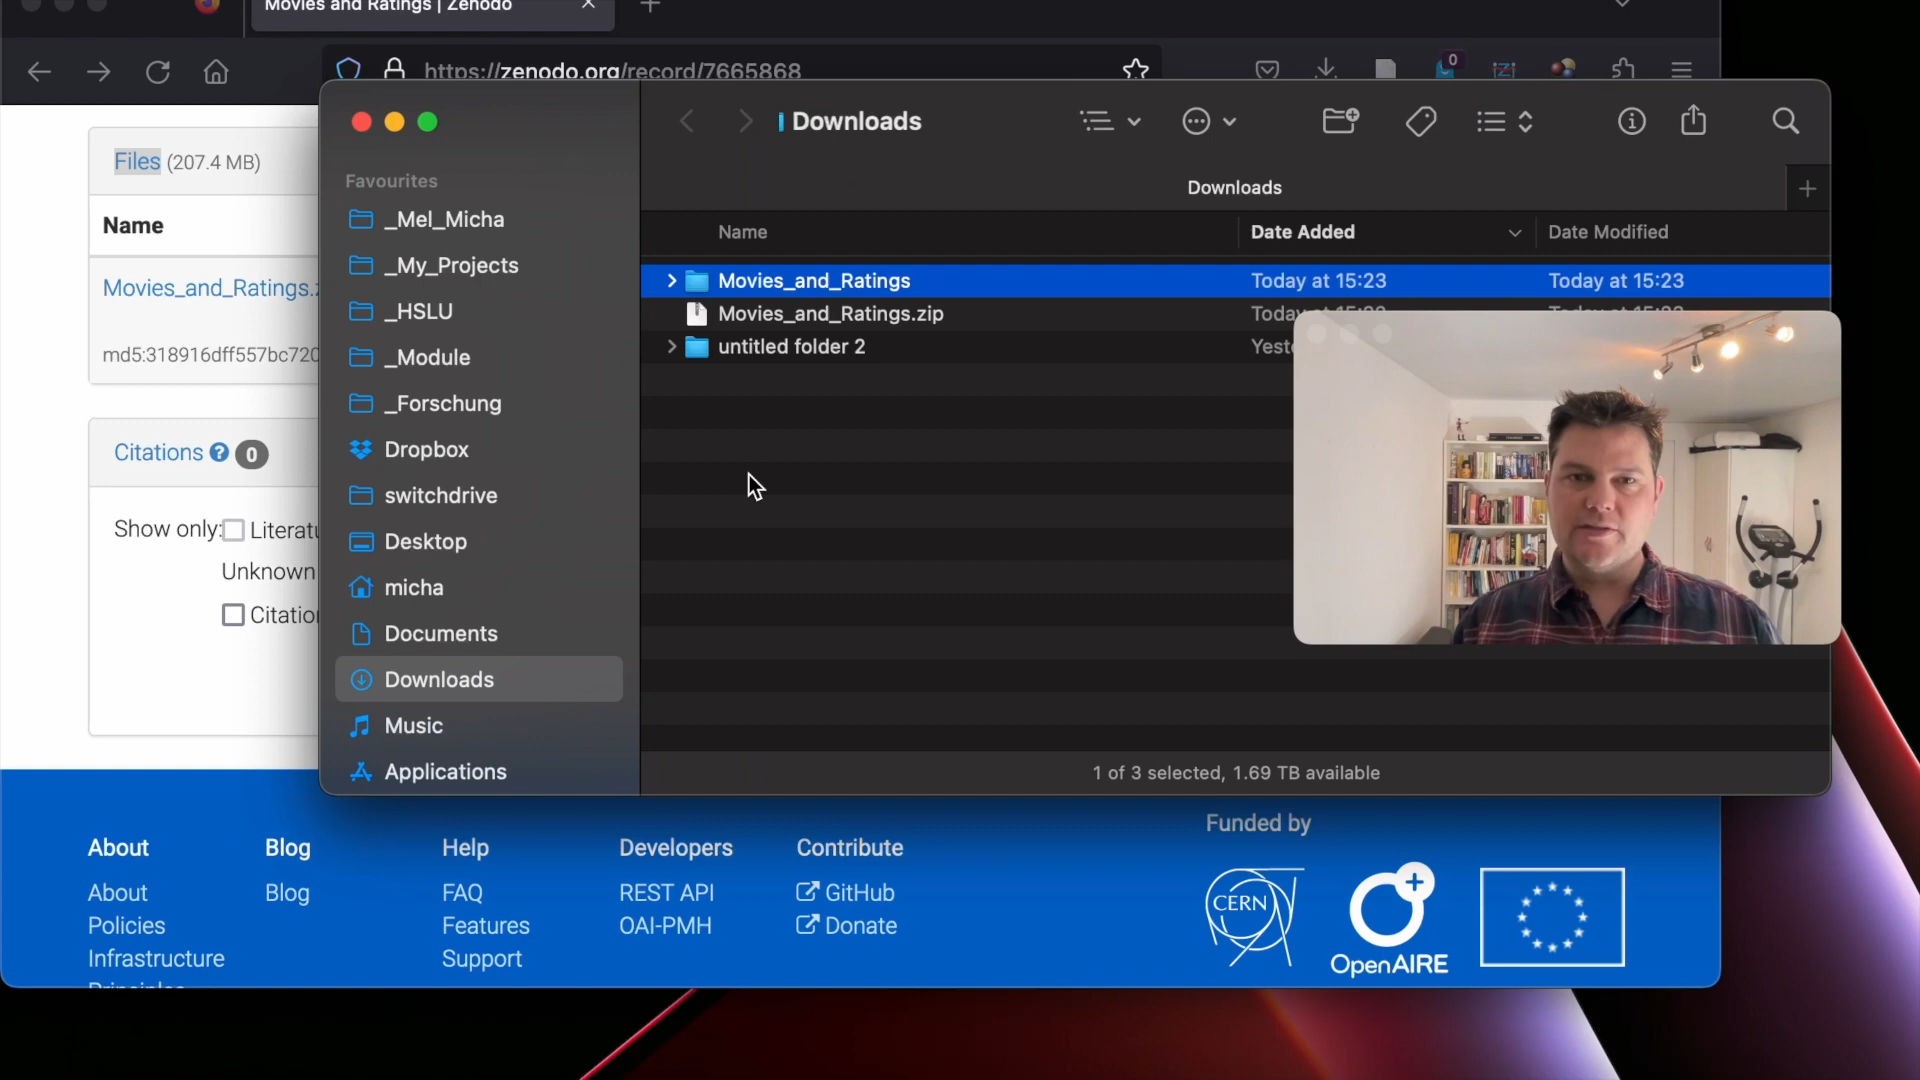 Movies and Ratings | Zenodo
https://zenodo.org/record/7665868
0
Files (207.4 MB)
Name
Movies_and_Ratings.
md5:318916dff557bc720
Citations ? 0
Show only:
Unknown
Favourites
_Mel_Micha
_My_Projects
_HSLU
_Module
_Forschung
Dropbox
switchdrive
Desktop
micha
Documents
Downloads
Music
Applications
Downloads
Downloads
Name Date Added Date Modified
Movies_and_Ratings Today at 15:23 Today at 15:23
Movies_and_Ratings.zip
untitled folder 2
1 of 3 selected, 1.69 TB available
About Blog Help Developers Contribute
About Blog FAQ REST API GitHub
Policies Features OAI-PMH Donate
Infrastructure Support
Funded by
CERN
OpenAIRE